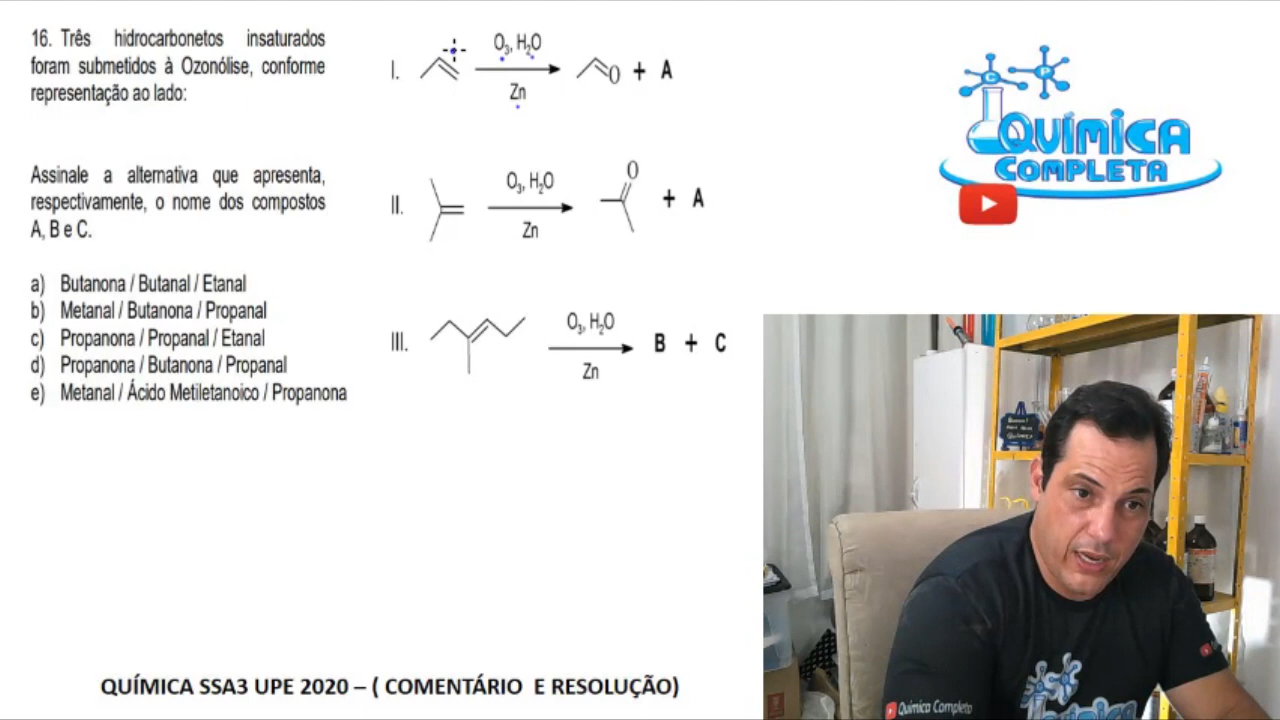 16. Três hidrocarbonetos insaturados
foram submetidos à Ozonólise, conforme
representação ao lado:
Assinale a alternativa que apresenta,
respectivamente, o nome dos compostos
A, B e C.
a) Butanona / Butanal / Etanal
b) Metanal / Butanona / Propanal
c) Propanona / Propanal / Etanal
d) Propanona / Butanona / Propanal
e) Metanal / Ácido Metiletanoico / Propanona
I.
O₃, H₂O
Zn
O + A
II.
O₃, H₂O
Zn
O
+ A
III.
O₃, H₂O
Zn
B + C
C P
QUÍMICA
COMPLETA
Química Completa
QUÍMICA SSA3 UPE 2020 – ( COMENTÁRIO E RESOLUÇÃO)